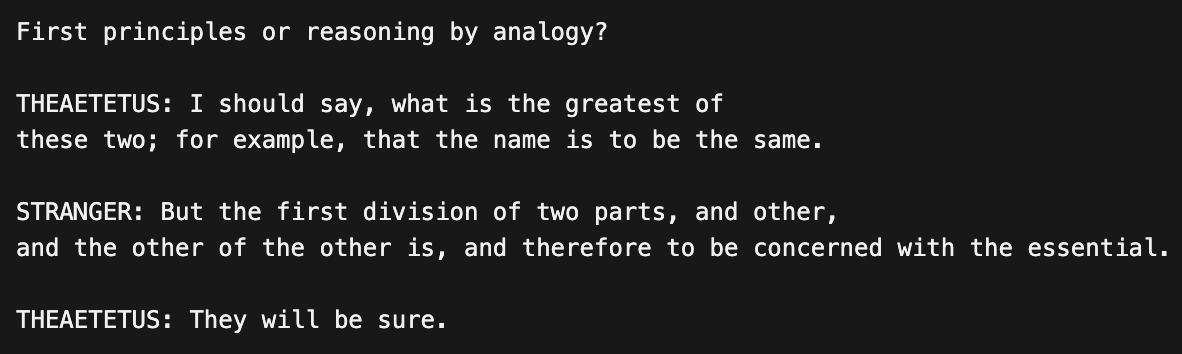 First principles or reasoning by analogy?
THEAETETUS: I should say, what is the greatest of
these two; for example, that the name is to be the same.
STRANGER: But the first division of two parts, and other,
and the other of the other is, and therefore to be concerned with the essential.
THEAETETUS: They will be sure.